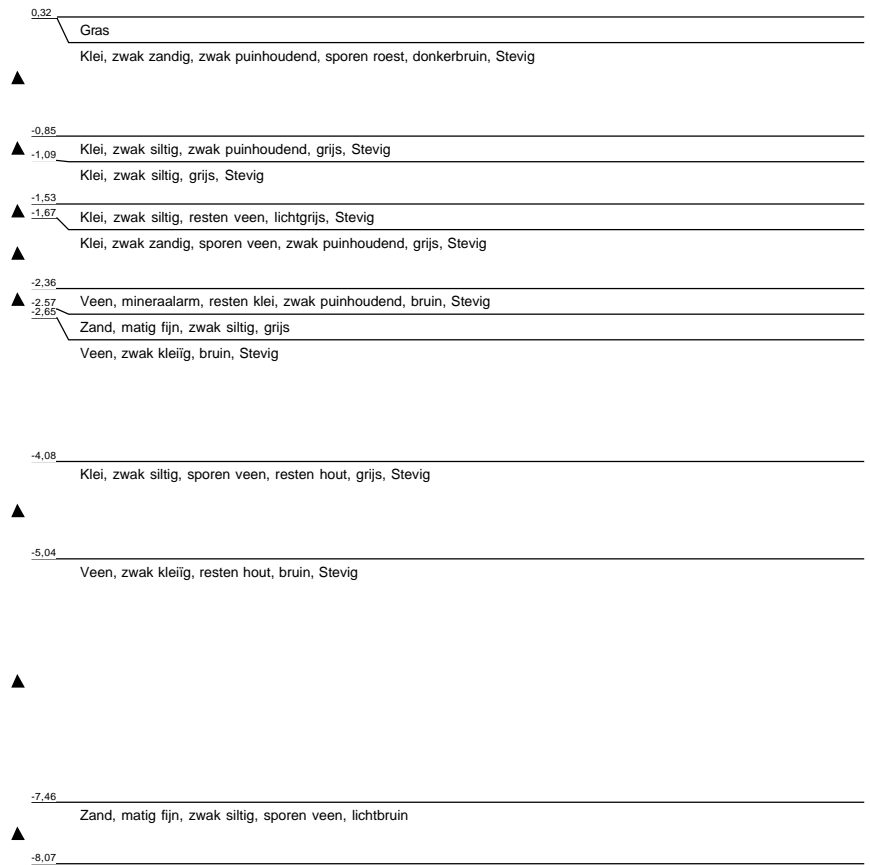 0,32
Gras
Klei, zwak zandig, zwak puinhoudend, sporen roest, donkerbruin, Stevig
-0,85
Klei, zwak siltig, zwak puinhoudend, grijs, Stevig
-1,09
Klei, zwak siltig, grijs, Stevig
-1,53
Klei, zwak siltig, resten veen, lichtgrijs, Stevig
-1,67
Klei, zwak zandig, sporen veen, zwak puinhoudend, grijs, Stevig
-2,36
Veen, mineraalarm, resten klei, zwak puinhoudend, bruin, Stevig
-2,57
-2,65
Zand, matig fijn, zwak siltig, grijs
Veen, zwak kleiïg, bruin, Stevig
-4,08
Klei, zwak siltig, sporen veen, resten hout, grijs, Stevig
-5,04
Veen, zwak kleiïg, resten hout, bruin, Stevig
-7,46
Zand, matig fijn, zwak siltig, sporen veen, lichtbruin
-8,07